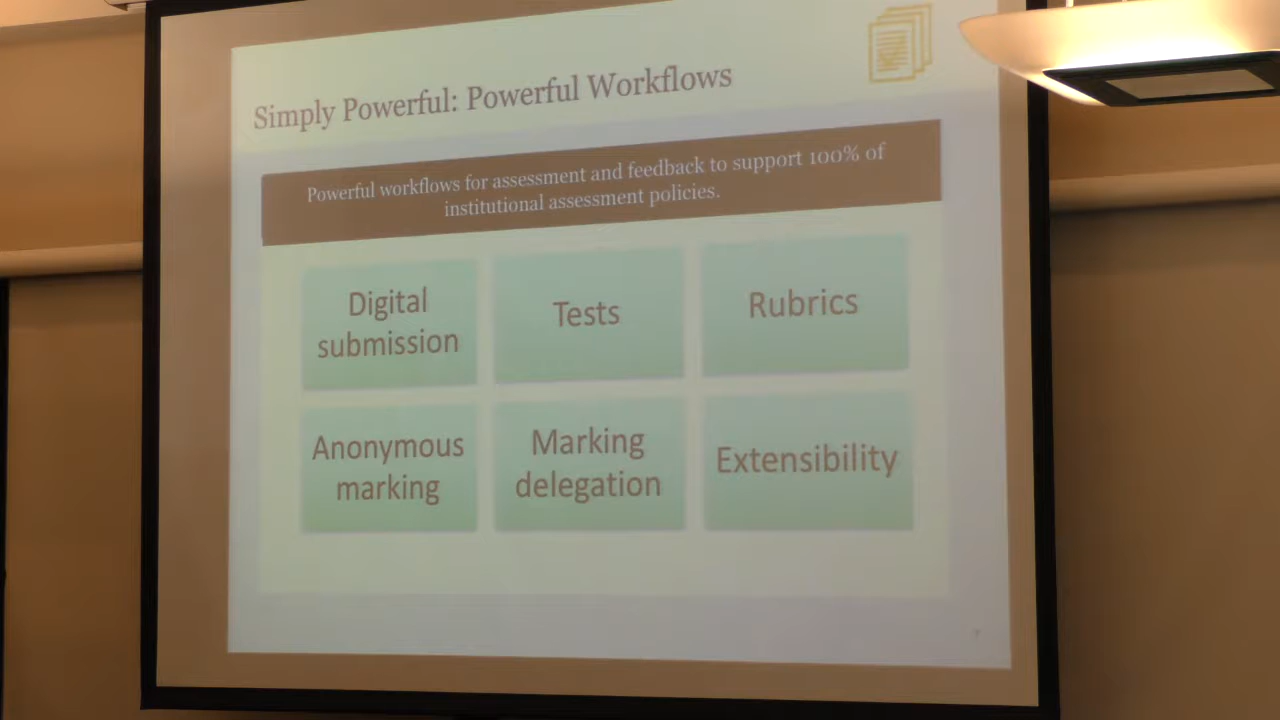 Simply Powerful: Powerful Workflows
Powerful workflows for assessment and feedback to support 100% of
institutional assessment policies.
Digital
submission
Tests
Rubrics
Anonymous
marking
Marking
delegation
Extensibility